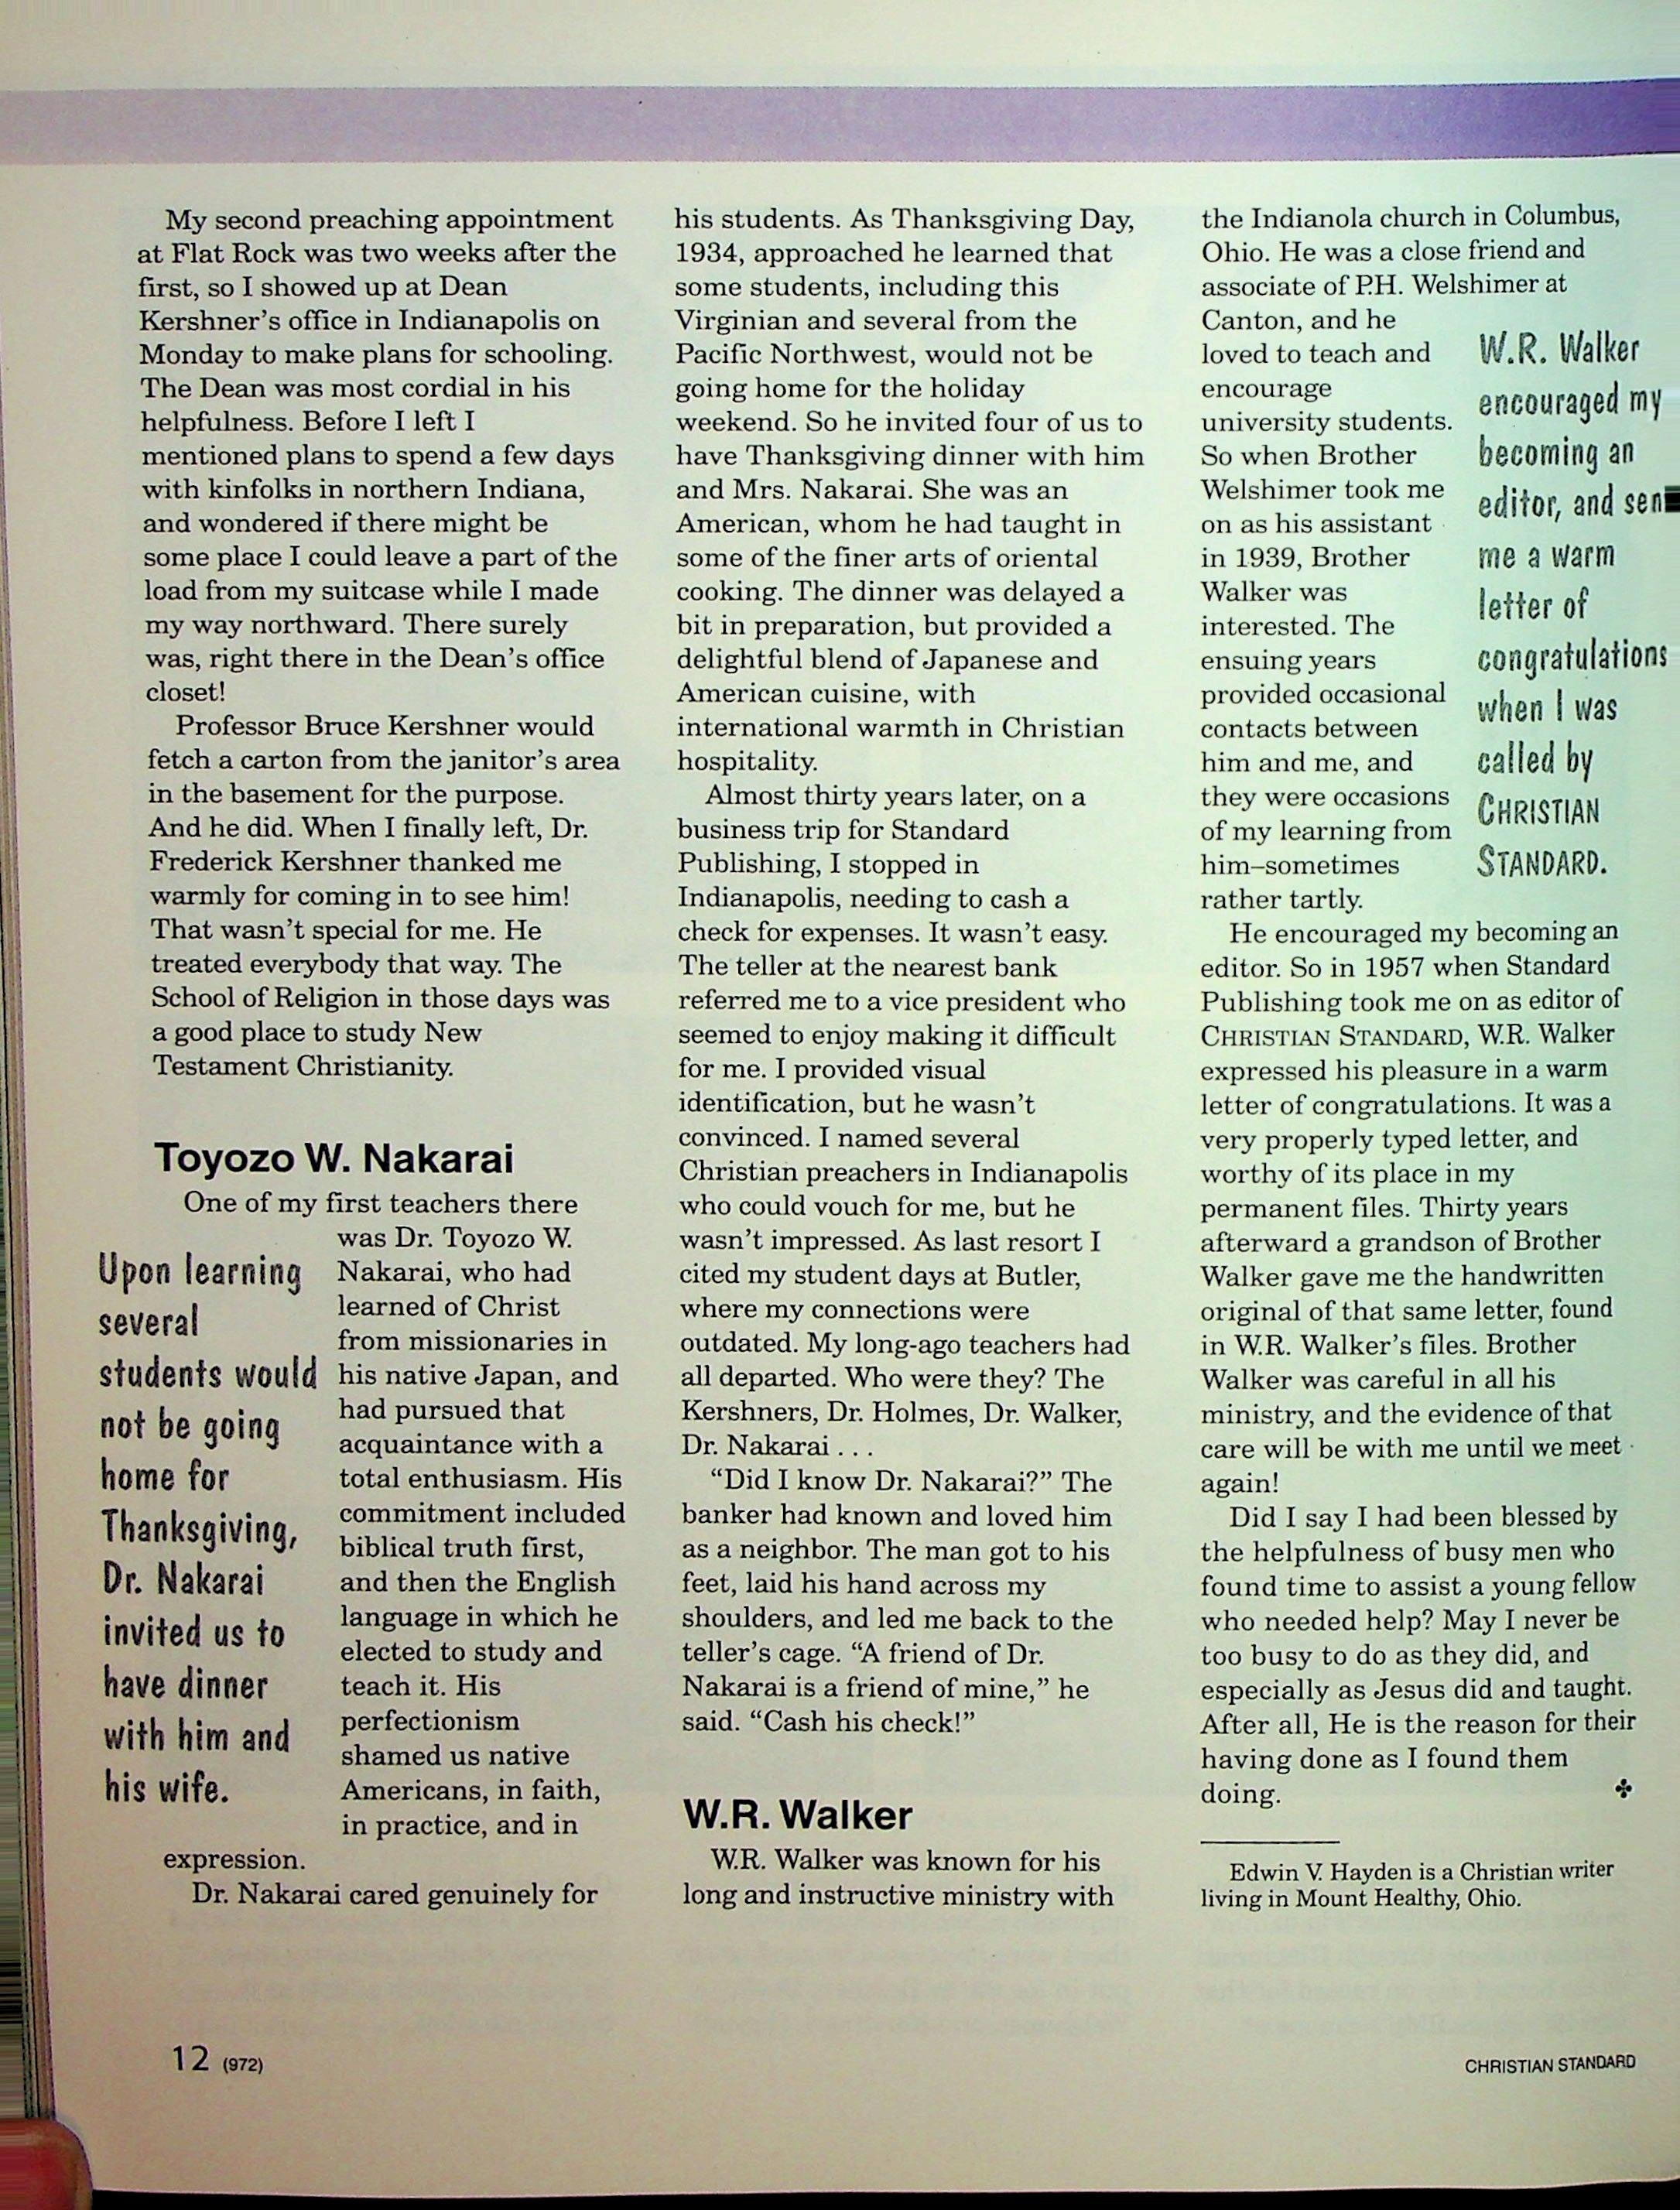 My second preaching appointment
at Flat Rock was two weeks after the
first, so I showed up at Dean
Kershner's office in Indianapolis on
Monday to make plans for schooling.
The Dean was most cordial in his
helpfulness. Before I left I
mentioned plans to spend a few days
with kinfolks in northern Indiana,
and wondered if there might be
some place I could leave a part of the
load from my suitcase while I made
my way northward. There surely
was, right there in the Dean's office
closet!
Professor Bruce Kershner would
fetch a carton from the janitor's area
in the basement for the purpose.
And he did. When I finally left, Dr.
Frederick Kershner thanked me
warmly for coming in to see him!
That wasn't special for me. He
treated everybody that way. The
School of Religion in those days was
a good place to study New
Testament Christianity.
Toyozo W. Nakarai
One of my first teachers there
was Dr. Toyozo W.
Nakarai, who had
learned of Christ
from missionaries in
his native Japan, and
had pursued that
acquaintance with a
total enthusiasm. His
commitment included
biblical truth first,
and then the English
language in which he
elected to study and
teach it. His
perfectionism
shamed us native
Americans, in faith,
in practice, and in
expression.
Dr. Nakarai cared genuinely for
Upon learning
several
students would
not be going
home for
Thanksgiving,
Dr. Nakarai
invited us to
have dinner
with him and
his wife.
his students. As Thanksgiving Day,
1934, approached he learned that
some students, including this
Virginian and several from the
Pacific Northwest, would not be
going home for the holiday
weekend. So he invited four of us to
have Thanksgiving dinner with him
and Mrs. Nakarai. She was an
American, whom he had taught in
some of the finer arts of oriental
cooking. The dinner was delayed a
bit in preparation, but provided a
delightful blend of Japanese and
American cuisine, with
international warmth in Christian
hospitality.
Almost thirty years later, on a
business trip for Standard
Publishing, I stopped in
Indianapolis, needing to cash a
check for expenses. It wasn't easy.
The teller at the nearest bank
referred me to a vice president who
seemed to enjoy making it difficult
for me. I provided visual
identification, but he wasn't
convinced. I named several
Christian preachers in Indianapolis
who could vouch for me, but he
wasn't impressed. As last resort I
cited my student days at Butler,
where my connections were
outdated. My long-ago teachers had
all departed. Who were they? The
Kershners, Dr. Holmes, Dr. Walker,
Dr. Nakarai . . .
“Did I know Dr. Nakarai?” The
banker had known and loved him
as a neighbor. The man got to his
feet, laid his hand across my
shoulders, and led me back to the
teller's cage. “A friend of Dr.
Nakarai is a friend of mine,” he
said. “Cash his check!”
W.R. Walker
W.R. Walker was known for his
long and instructive ministry with
the Indianola church in Columbus,
Ohio. He was a close friend and
associate of P.H. Welshimer at
Canton, and he
loved to teach and
encourage
university students.
So when Brother
Welshimer took me
on as his assistant
in 1939, Brother
Walker was
interested. The
ensuing years
provided occasional
contacts between
him and me, and
they were occasions
of my learning from
him–sometimes
rather tartly.
W.R. Walker
encouraged my
becoming an
editor, and sen
me a warm
letter of
congratulations
when I was
called by
CHRISTIAN
STANDARD.
He encouraged my becoming an
editor. So in 1957 when Standard
Publishing took me on as editor of
CHRISTIAN STANDARD, W.R. Walker
expressed his pleasure in a warm
letter of congratulations. It was a
very properly typed letter, and
worthy of its place in my
permanent files. Thirty years
afterward a grandson of Brother
Walker gave me the handwritten
original of that same letter, found
in W.R. Walker's files. Brother
Walker was careful in all his
ministry, and the evidence of that
care will be with me until we meet
again!
Did I say I had been blessed by
the helpfulness of busy men who
found time to assist a young fellow
who needed help? May I never be
too busy to do as they did, and
especially as Jesus did and taught.
After all, He is the reason for their
having done as I found them
doing.
Edwin V. Hayden is a Christian writer
living in Mount Healthy, Ohio.
12 (972)
CHRISTIAN STANDARD